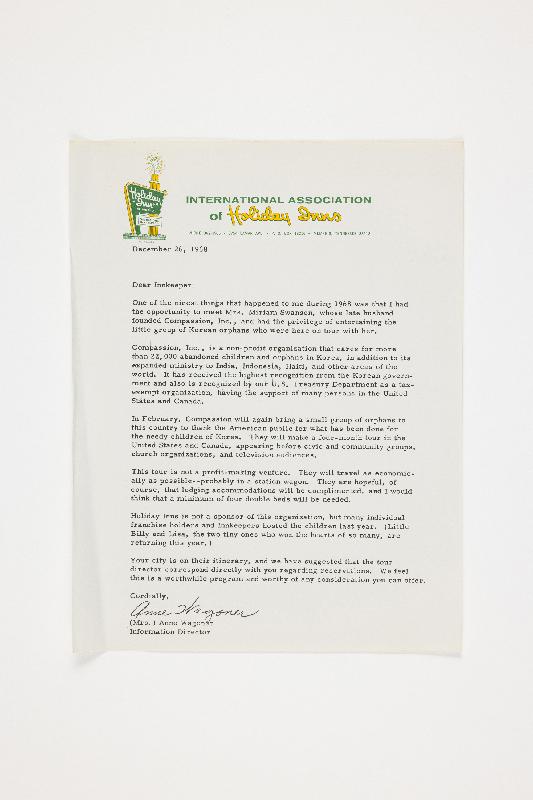 Holiday Inn
INTERNATIONAL ASSOCIATION
of Holiday Inns
December 26, 1968
Dear Innkeeper
One of the nicest things that happened to me during 1968 was that I had
the opportunity to meet Mrs. Miriam Swanson, whose late husband
founded Compassion, Inc., and had the privilege of entertaining the
little group of Korean orphans who were here on tour with her.
Compassion, Inc., is a non-profit organization that cares for more
than 22,000 abandoned children and orphans in Korea, in addition to its
expanded ministry to India, Indonesia, Haiti, and other areas of the
world. It has received the highest recognition from the Korean govern-
ment and also is recognized by our U.S. Treasury Department as a tax-
exempt organization, having the support of many persons in the United
States and Canada.
In February, Compassion will again bring a small group of orphans to
this country to thank the American public for what has been done for
the needy children of Korea. They will make a four-month tour in the
United States and Canada, appearing before civic and community groups,
church organizations, and television audiences.
This tour is not a profit-making venture. They will travel as economic-
ally as possible--probably in a station wagon. They are hopeful, of
course, that lodging accommodations will be complimented, and I would
think that a minimum of four double beds will be needed.
Holiday Inns is not a sponsor of this organization, but many individual
franchise holders and innkeepers hosted the children last year. (Little
Billy and Lisa, the two tiny ones who won the hearts of so many, are
returning this year.)
Your city is on their itinerary, and we have suggested that the tour
director correspond directly with you regarding reservations. We feel
this is a worthwhile program and worthy of any consideration you can offer.
Cordially,
Anne Wagoner
(Mrs.) Anne Wagoner
Information Director